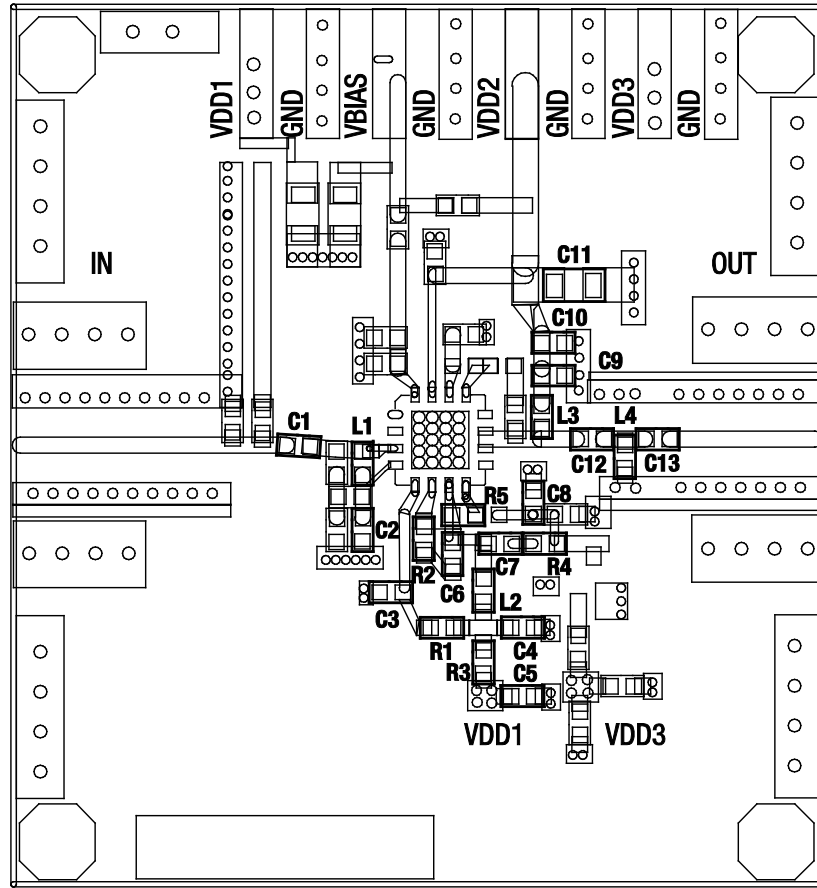 VDD1
GND
VBIAS
GND
VDD2
GND
VDD3
GND
IN
OUT
C11
C10
C9
C1
L1
L3
L4
C12
C13
C2
R5
C8
R2
C6
C7
R4
C3
L2
R1
C4
R3
C5
VDD1
VDD3